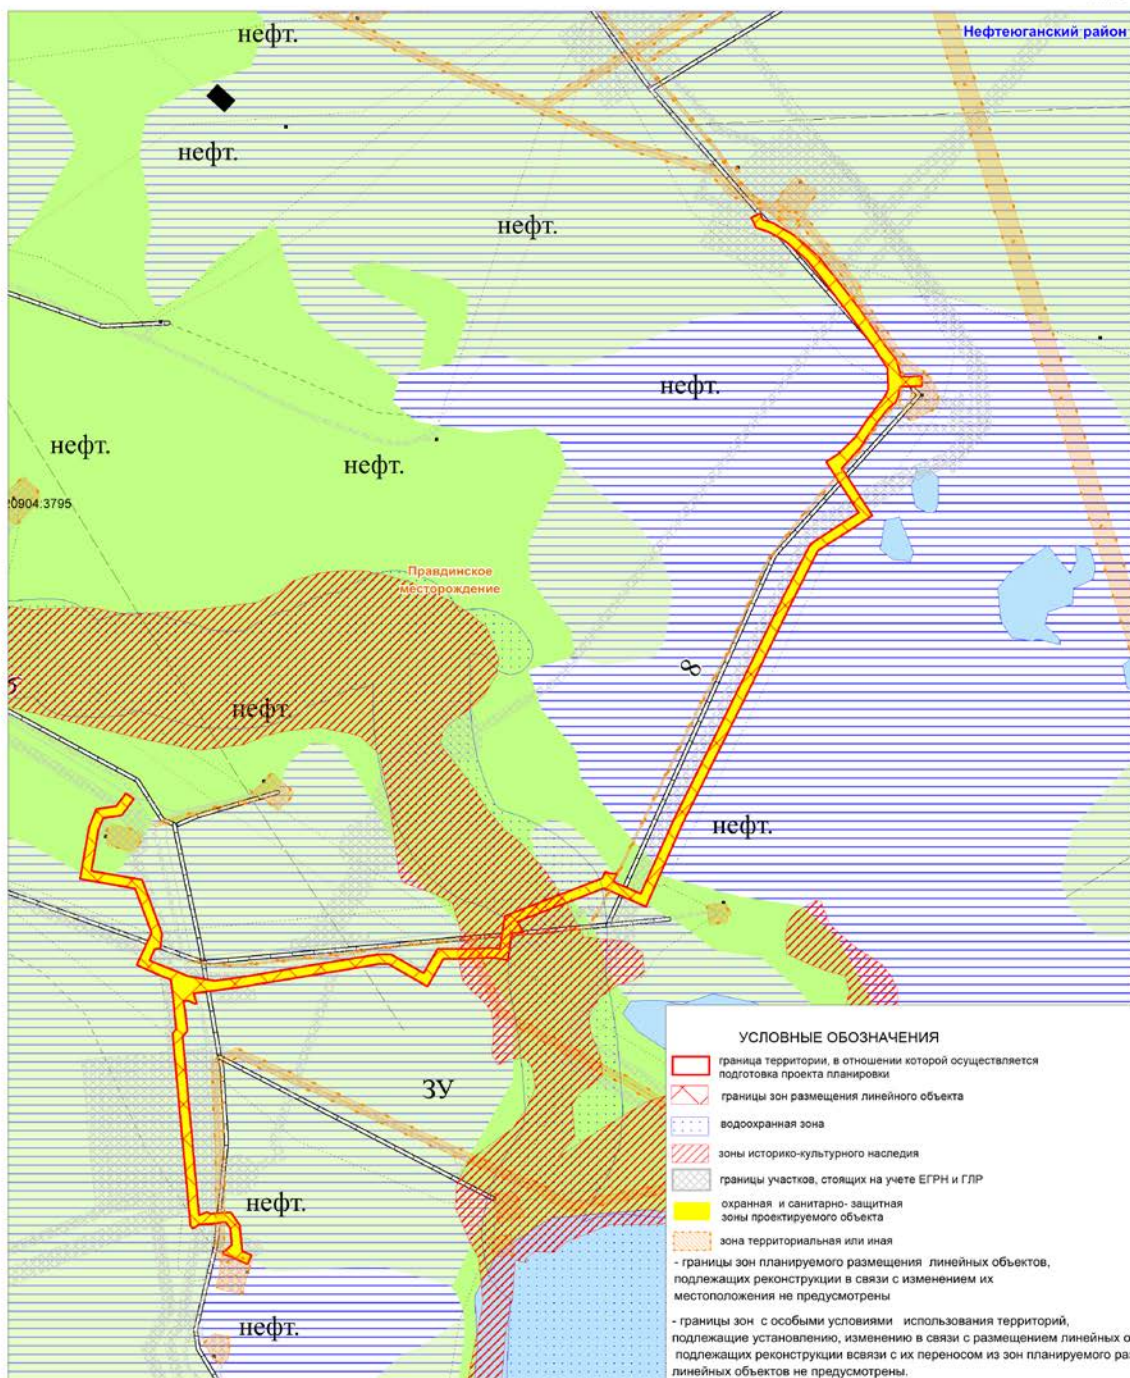 нефт.
Нефтеюганский район
нефт.
нефт.
нефт.
нефт.
нефт.
20904:3795
Правдинское
месторождение
8
5
нефт.
нефт.
ЗУ
нефт.
нефт.
УСЛОВНЫЕ ОБОЗНАЧЕНИЯ
граница территории, в отношении которой осуществляется
подготовка проекта планировки
границы зон размещения линейного объекта
водоохранная зона
зоны историко-культурного наследия
границы участков, стоящих на учете ЕГРН и ГЛР
охранная и санитарно- защитная
зоны проектируемого объекта
зона территориальная или иная
- границы зон планируемого размещения линейных объектов,
подлежащих реконструкции в связи с изменением их
местоположения не предусмотрены
- границы зон с особыми условиями использования территорий,
подлежащие установлению, изменению в связи с размещением линейных о
подлежащих реконструкции всвязи с их переносом из зон планируемого ра
линейных объектов не предусмотрены.